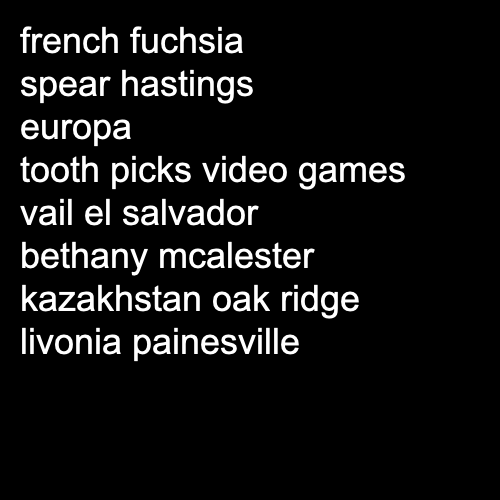 french fuchsia
spear hastings
europa
tooth picks video games
vail el salvador
bethany mcalester
kazakhstan oak ridge
livonia painesville